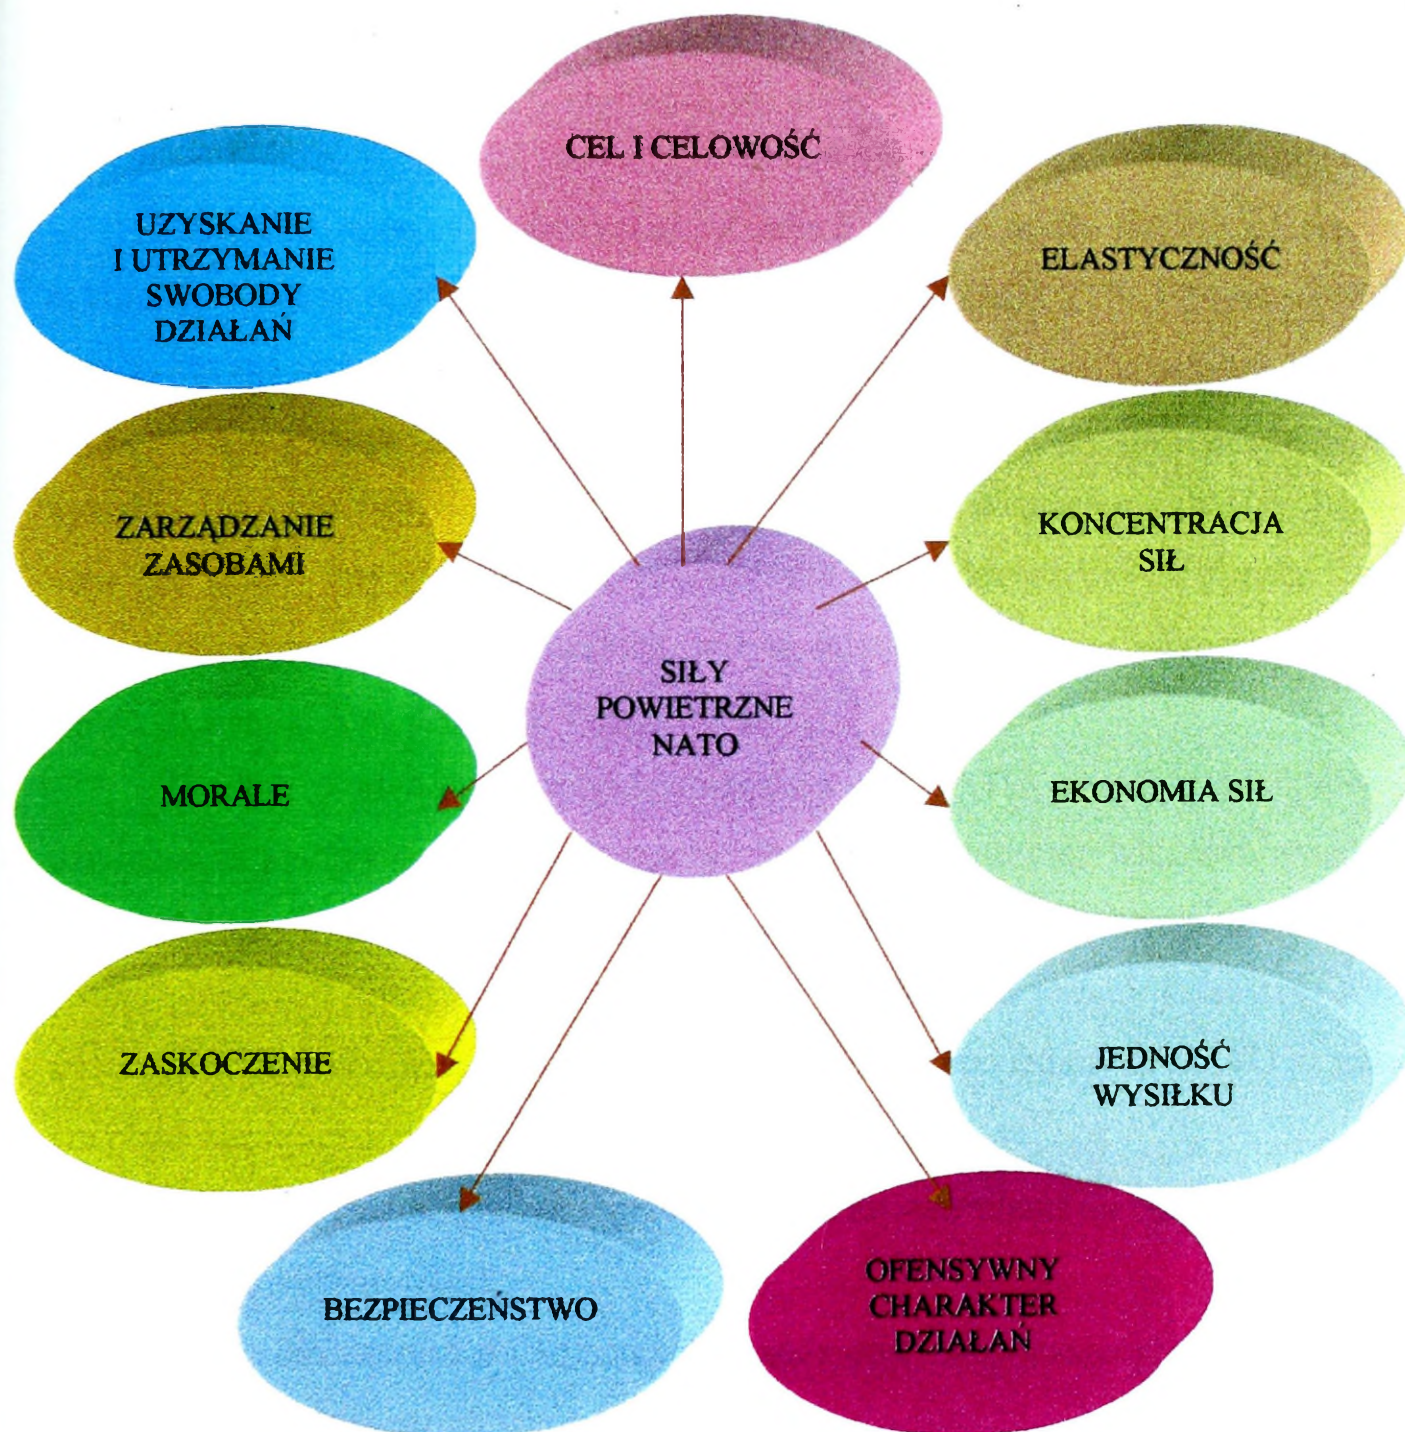 CEL I CELOWOŚĆ
UZYSKANIE
I UTRZYMANIE
SWOBODY
DZIAŁAŃ
ELASTYCZNOŚĆ
ZARZĄDZANIE
ZASOBAMI
KONCENTRACJA
SIŁ
SIŁY
POWIETRZNE
NATO
MORALE
EKONOMIA SIŁ
ZASKOCZENIE
JEDNOŚĆ
WYSIŁKU
BEZPIECZEŃSTWO
OFENSYWNY
CHARAKTER
DZIAŁAŃ